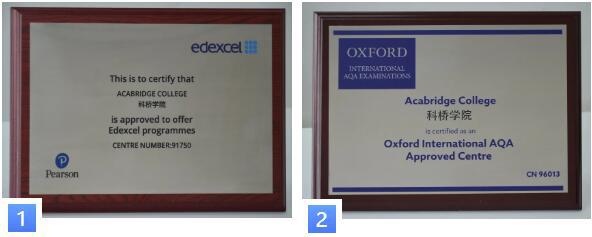 edexcel
This is to certify that
ACABRIDGE COLLEGE
科桥学院
is approved to offer
Edexcel programmes
CENTRE NUMBER:91750
Pearson
1
OXFORD
INTERNATIONAL
AQA EXAMINATIONS
Acabridge College
科桥学院
is certified as an
Oxford International AQA
Approved Centre
CN 96013
2